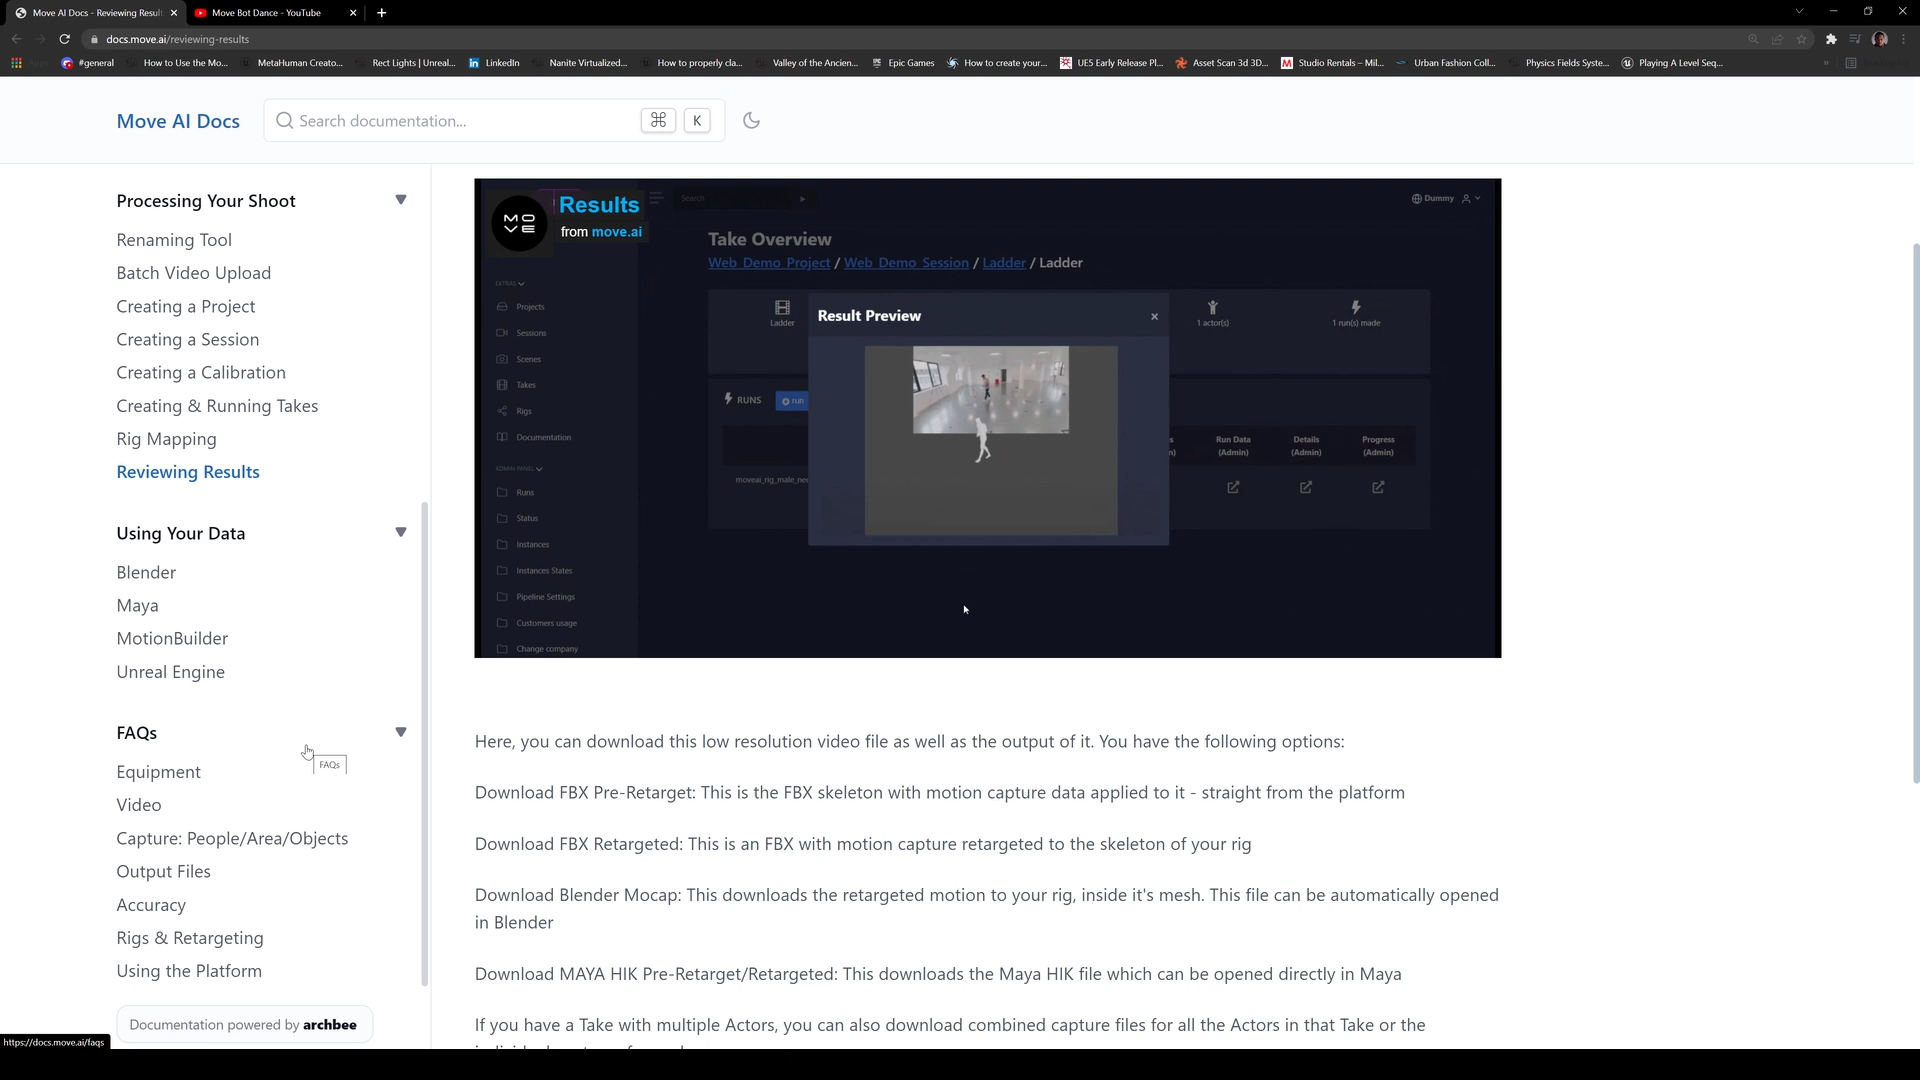 Move AI Docs - Reviewing Result
Move Bot Dance - YouTube
docs.move.ai/reviewing-results
#general
How to Use the Mo...
MetaHuman Creato...
Rect Lights | Unreal...
LinkedIn
Nanite Virtualized...
How to properly cla...
Valley of the Ancien...
Epic Games
How to create your...
UE5 Early Release Pl...
Asset Scan 3d 3D...
Studio Rentals – Mil...
Urban Fashion Coll...
Physics Fields Syste...
Playing A Level Seq...
Move AI Docs
Search documentation...
⌘ K
Processing Your Shoot
Renaming Tool
Batch Video Upload
Creating a Project
Creating a Session
Creating a Calibration
Creating & Running Takes
Rig Mapping
Reviewing Results
Using Your Data
Blender
Maya
MotionBuilder
Unreal Engine
FAQs
FAQs
Equipment
Video
Capture: People/Area/Objects
Output Files
Accuracy
Rigs & Retargeting
Using the Platform
Documentation powered by archbee
https://docs.move.ai/faqs
MOVE
Results
from move.ai
Search
Dummy
Take Overview
Web Demo Project / Web Demo Session / Ladder / Ladder
EXTRAS
Projects
Sessions
Scenes
Takes
Rigs
Documentation
ADMIN PANEL
Runs
Status
Instances
Instances States
Pipeline Settings
Customers usage
Change company
Ladder
1 actor(s)
1 run(s) made
Result Preview
RUNS
run
Run Data (Admin)
Details (Admin)
Progress (Admin)
Here, you can download this low resolution video file as well as the output of it. You have the following options:
Download FBX Pre-Retarget: This is the FBX skeleton with motion capture data applied to it - straight from the platform
Download FBX Retargeted: This is an FBX with motion capture retargeted to the skeleton of your rig
Download Blender Mocap: This downloads the retargeted motion to your rig, inside it's mesh. This file can be automatically opened
in Blender
Download MAYA HIK Pre-Retarget/Retargeted: This downloads the Maya HIK file which can be opened directly in Maya
If you have a Take with multiple Actors, you can also download combined capture files for all the Actors in that Take or the